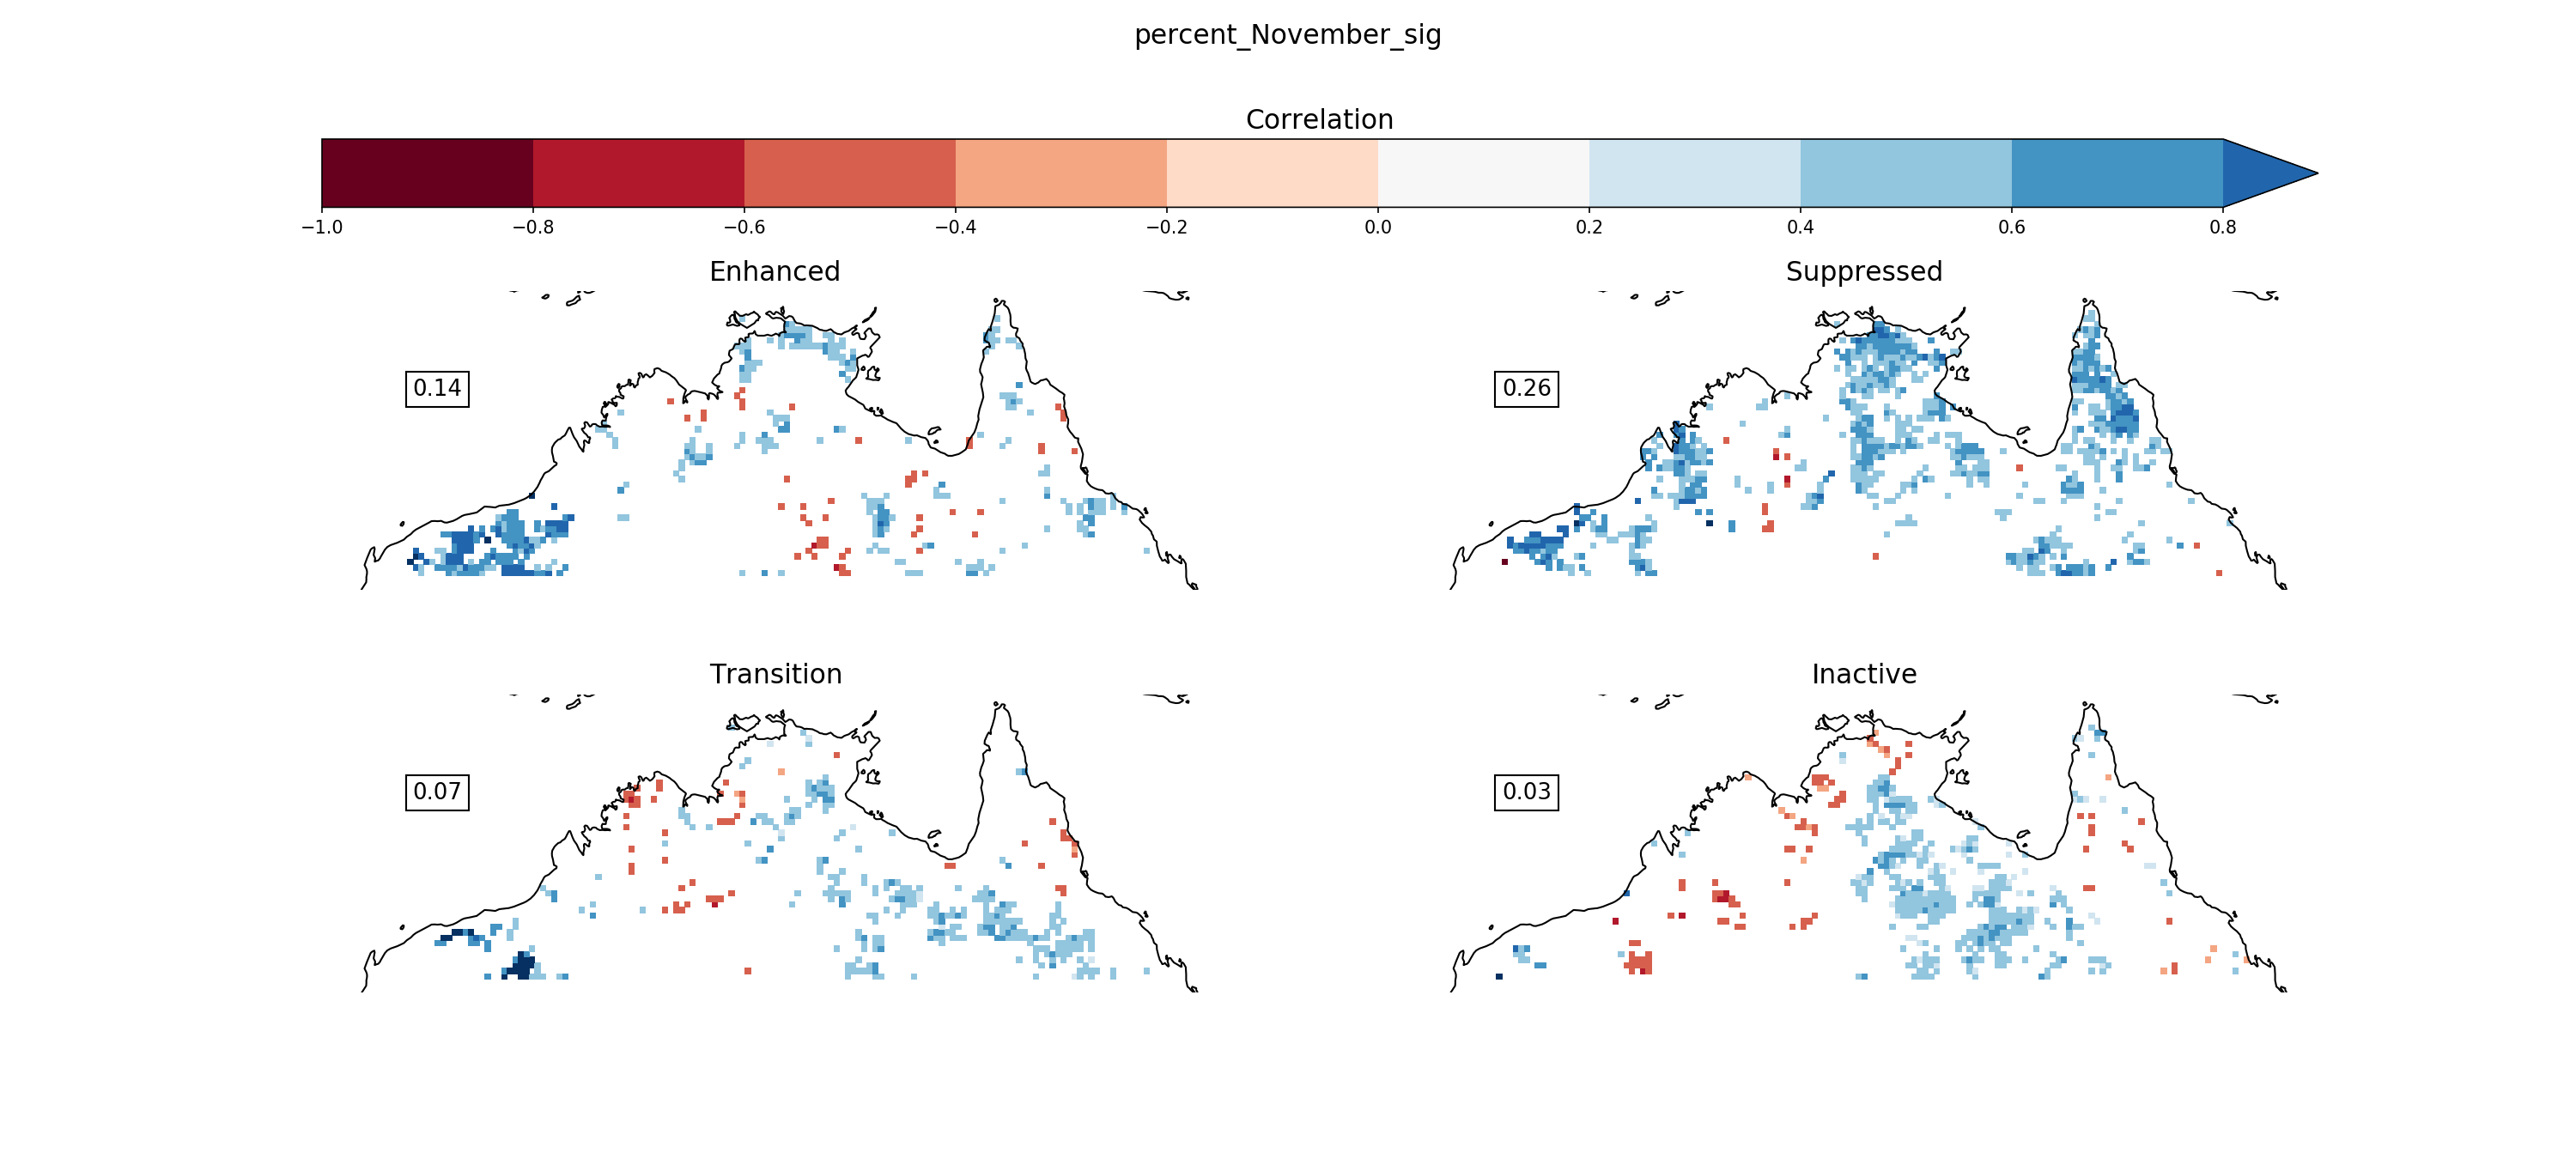 percent_November_sig
Correlation
−1.0 −0.8 −0.6 −0.4 −0.2 0.0 0.2 0.4 0.6 0.8
Enhanced Suppressed
0.14 0.26
Transition Inactive
0.07 0.03